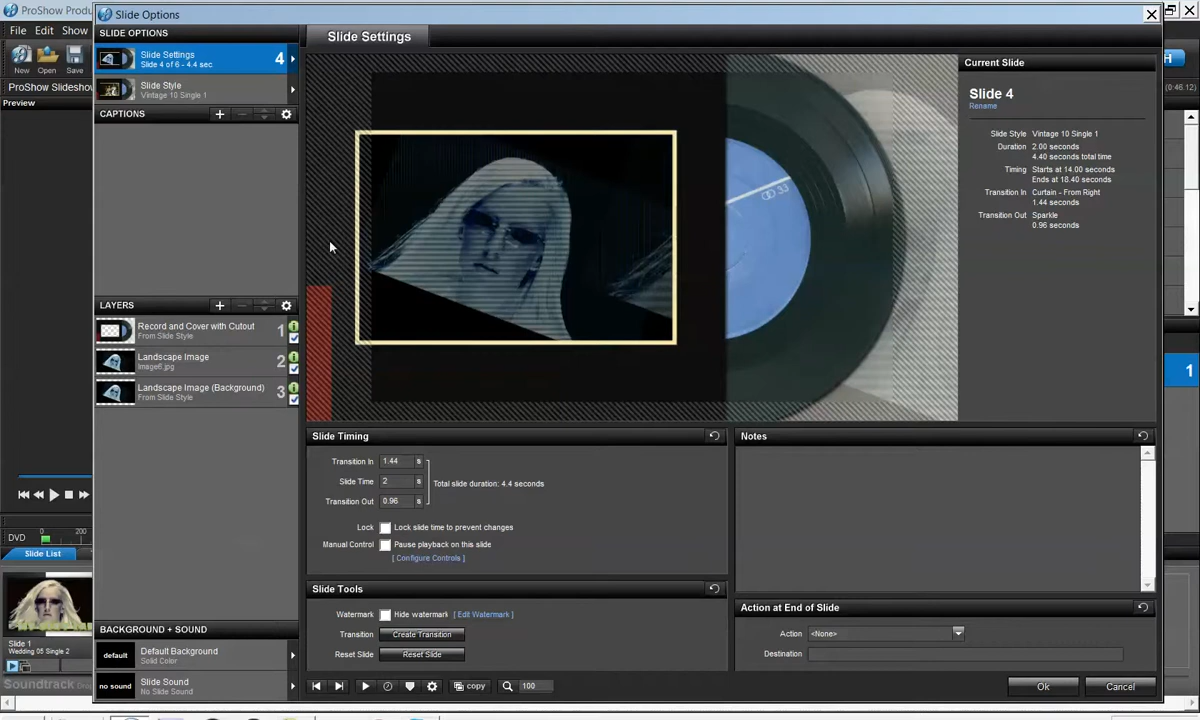 ProShow Produ
Slide Options
File Edit Show
New Open Save
ProShow Slideshow
(0:46.12)
Preview
SLIDE OPTIONS
Slide Settings
Slide 4 of 6 - 4.4 sec
4
Slide Style
Vintage 10 Single 1
CAPTIONS
LAYERS
Record and Cover with Cutout
From Slide Style
1
Landscape Image
Image6.jpg
2
Landscape Image (Background)
From Slide Style
3
BACKGROUND + SOUND
default
Default Background
Solid Color
no sound
Slide Sound
No Slide Sound
Slide Settings
33
Current Slide
Slide 4
Rename
Slide Style Vintage 10 Single 1
Duration 2.00 seconds
4.40 seconds total time
Timing Starts at 14.00 seconds
Ends at 18.40 seconds
Transition In Curtain - From Right
1.44 seconds
Transition Out Sparkle
0.96 seconds
H
1
Slide Timing
Transition In 1.44 s
Slide Time 2 s
Total slide duration: 4.4 seconds
Transition Out 0.96 s
Lock Lock slide time to prevent changes
Manual Control Pause playback on this slide
[ Configure Controls ]
Slide Tools
Watermark Hide watermark [ Edit Watermark ]
Transition Create Transition
Reset Slide Reset Slide
Notes
Action at End of Slide
Action <None>
Destination
copy 100
Ok Cancel
DVD 0 200
Slide List
Slide 1
Wedding 05 Single 2
Soundtrack